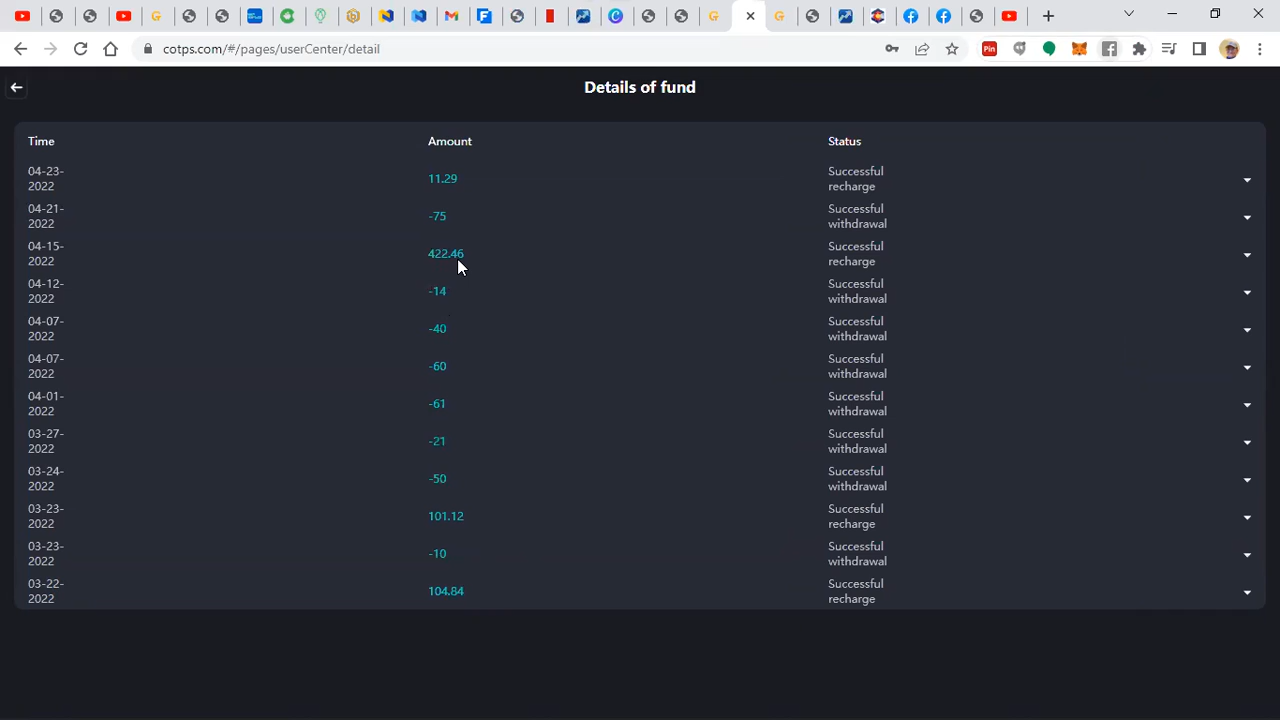 cotps.com/#/pages/userCenter/detail
Pin
Details of fund
Time Amount Status
04-23-
2022
11.29
Successful
recharge
04-21-
2022
-75
Successful
withdrawal
04-15-
2022
422.46
Successful
recharge
04-12-
2022
-14
Successful
withdrawal
04-07-
2022
-40
Successful
withdrawal
04-07-
2022
-60
Successful
withdrawal
04-01-
2022
-61
Successful
withdrawal
03-27-
2022
-21
Successful
withdrawal
03-24-
2022
-50
Successful
withdrawal
03-23-
2022
101.12
Successful
recharge
03-23-
2022
-10
Successful
withdrawal
03-22-
2022
104.84
Successful
recharge